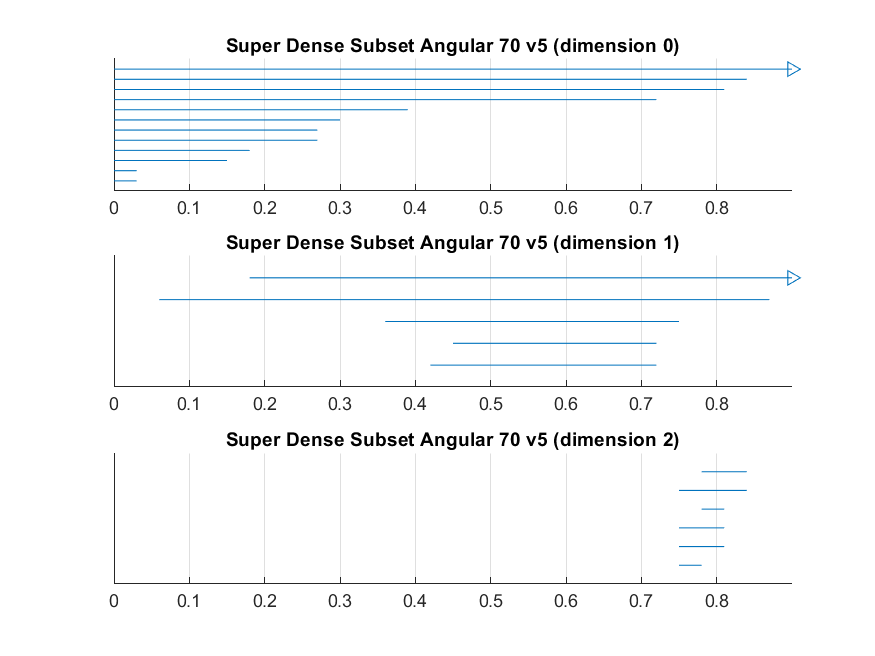 Super Dense Subset Angular 70 v5 (dimension 0)
0 0.1 0.2 0.3 0.4 0.5 0.6 0.7 0.8
Super Dense Subset Angular 70 v5 (dimension 1)
0 0.1 0.2 0.3 0.4 0.5 0.6 0.7 0.8
Super Dense Subset Angular 70 v5 (dimension 2)
0 0.1 0.2 0.3 0.4 0.5 0.6 0.7 0.8